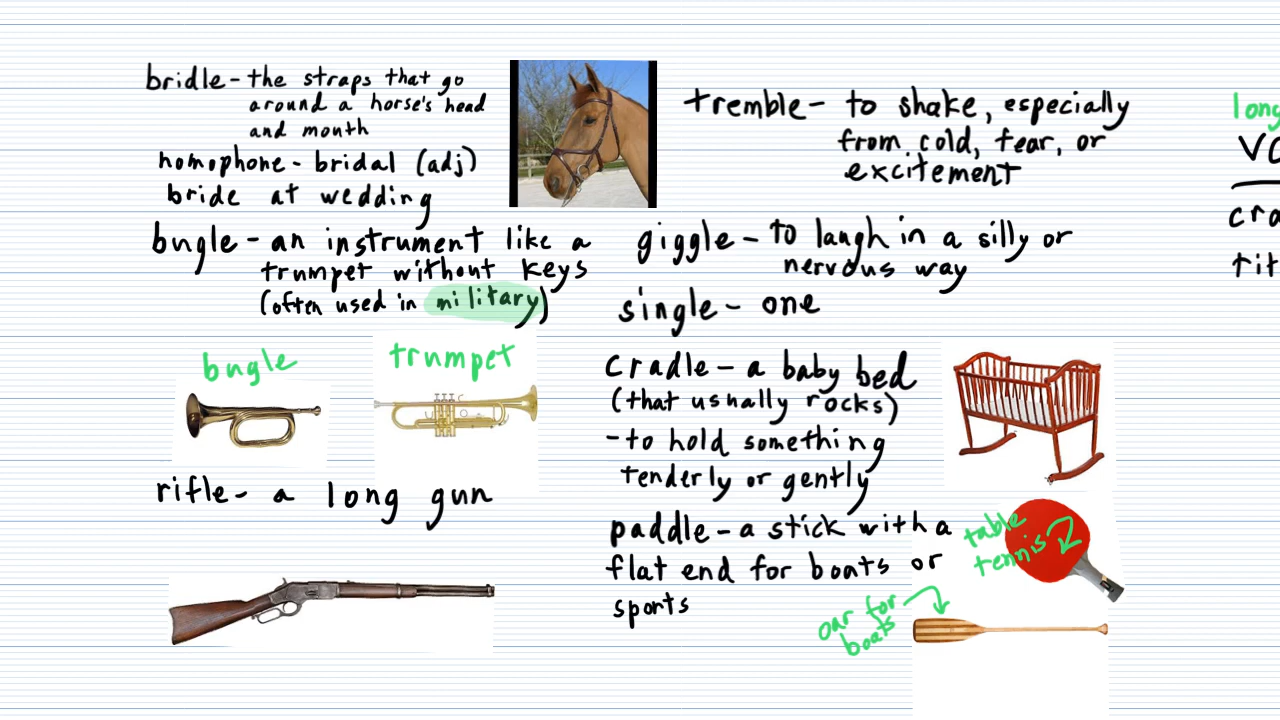 bridle - the straps that go
around a horse's head
and mouth
homophone - bridal (adj)
bride at wedding
bugle - an instrument like a
trumpet without keys
(often used in military)
bugle
trumpet
rifle - a long gun
tremble - to shake, especially
from cold, fear, or
excitement
giggle - to laugh in a silly or
nervous way
single - one
cradle - a baby bed
(that usually rocks)
- to hold something
tenderly or gently
paddle - a stick with a
flat end for boats or
sports
table
tennis
oar for
boats
long